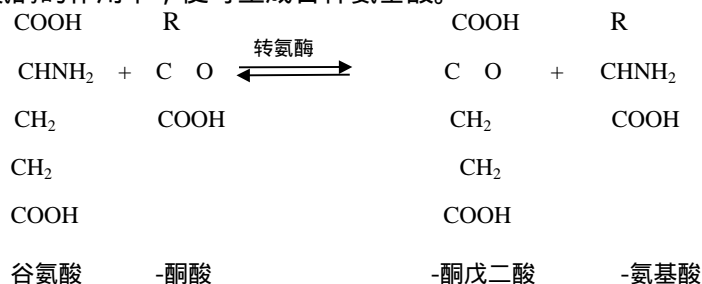 COOH R COOH R
转氨酶
CHNH₂ + C O C O + CHNH₂
CH₂ COOH CH₂ COOH
CH₂ CH₂
COOH COOH
谷氨酸 -酮酸 -酮戊二酸 -氨基酸